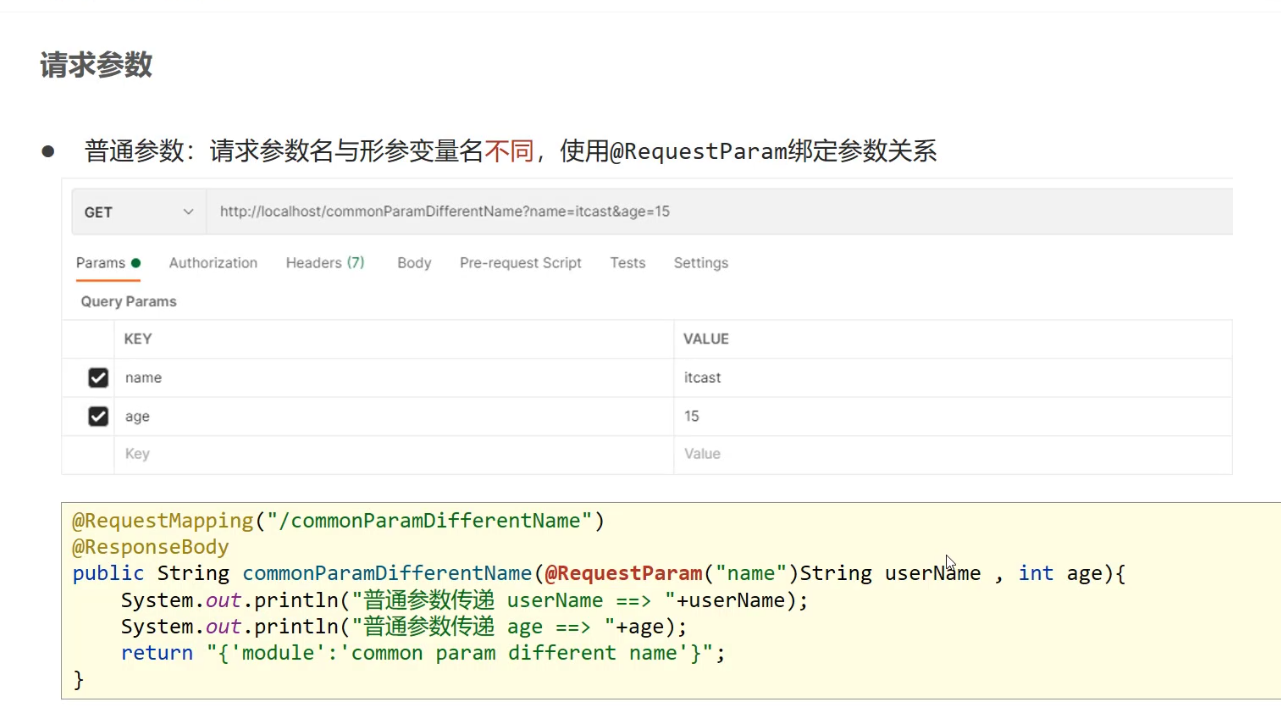 请求参数
● 普通参数：请求参数名与形参变量名不同，使用@RequestParam绑定参数关系
GET http://localhost/commonParamDifferentName?name=itcast&age=15
Params Authorization Headers (7) Body Pre-request Script Tests Settings
Query Params
KEY VALUE
name itcast
age 15
Key Value
@RequestMapping("/commonParamDifferentName")
@ResponseBody
public String commonParamDifferentName(@RequestParam("name")String userName , int age){
    System.out.println("普通参数传递 userName ==> "+userName);
    System.out.println("普通参数传递 age ==> "+age);
    return "{'module':'common param different name'}";
}